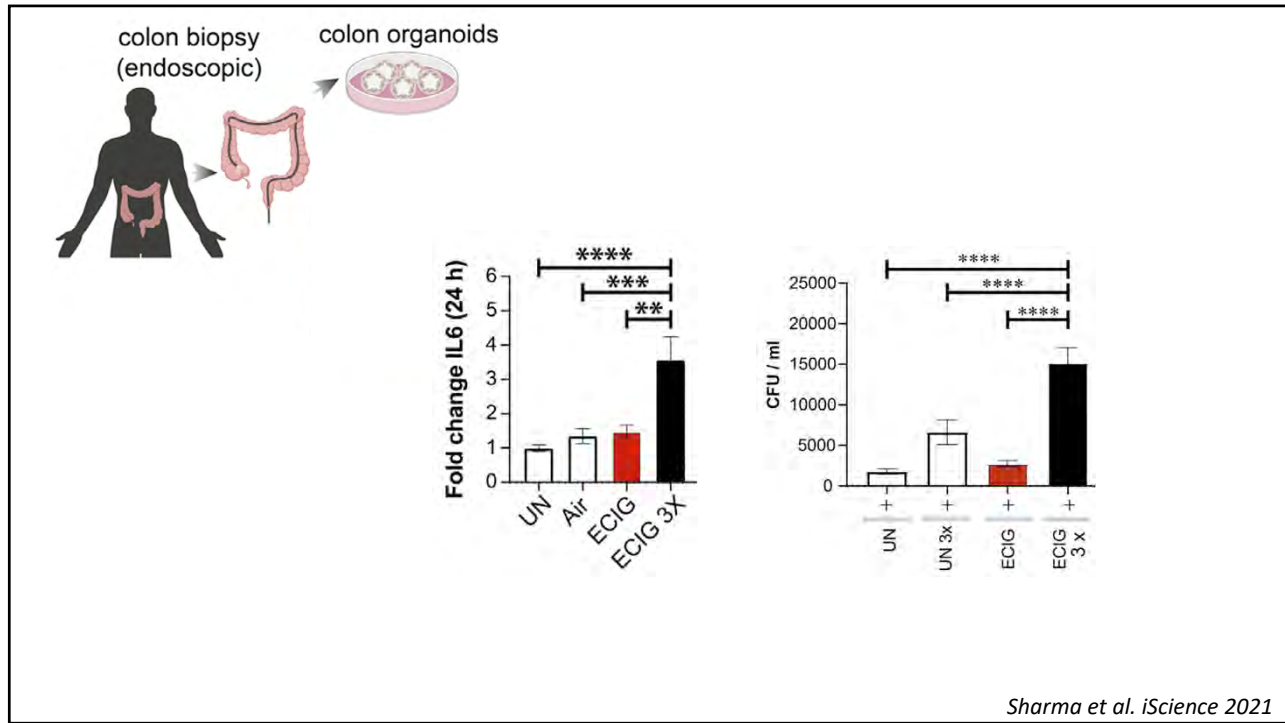 colon biopsy
(endoscopic)
colon organoids
Fold change IL6 (24 h)
6
5
4
3
2
1
0
****
***
**
UN
Air
ECIG
ECIG 3X
CFU / ml
25000
20000
15000
10000
5000
0
****
****
****
+ + + +
UN
UN 3x
ECIG
ECIG
3 x
Sharma et al. iScience 2021